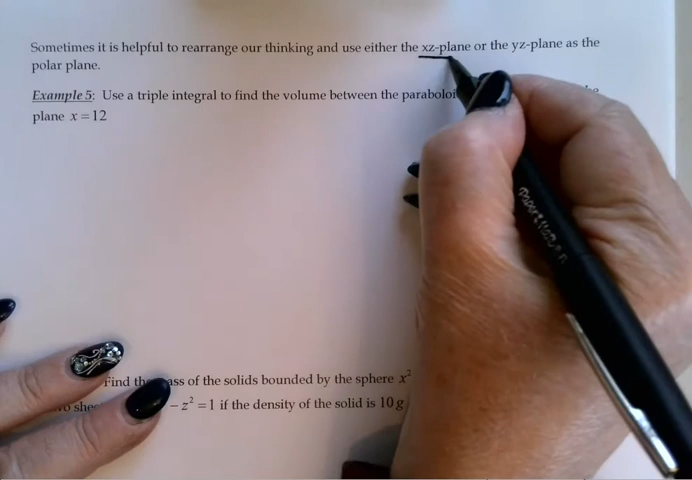 Sometimes it is helpful to rearrange our thinking and use either the xz-plane or the yz-plane as the
polar plane.
Example 5: Use a triple integral to find the volume between the
plane x = 12
Find of the solids bounded by the sphere x²
− z² = 1 if the density of the solid is 10 g